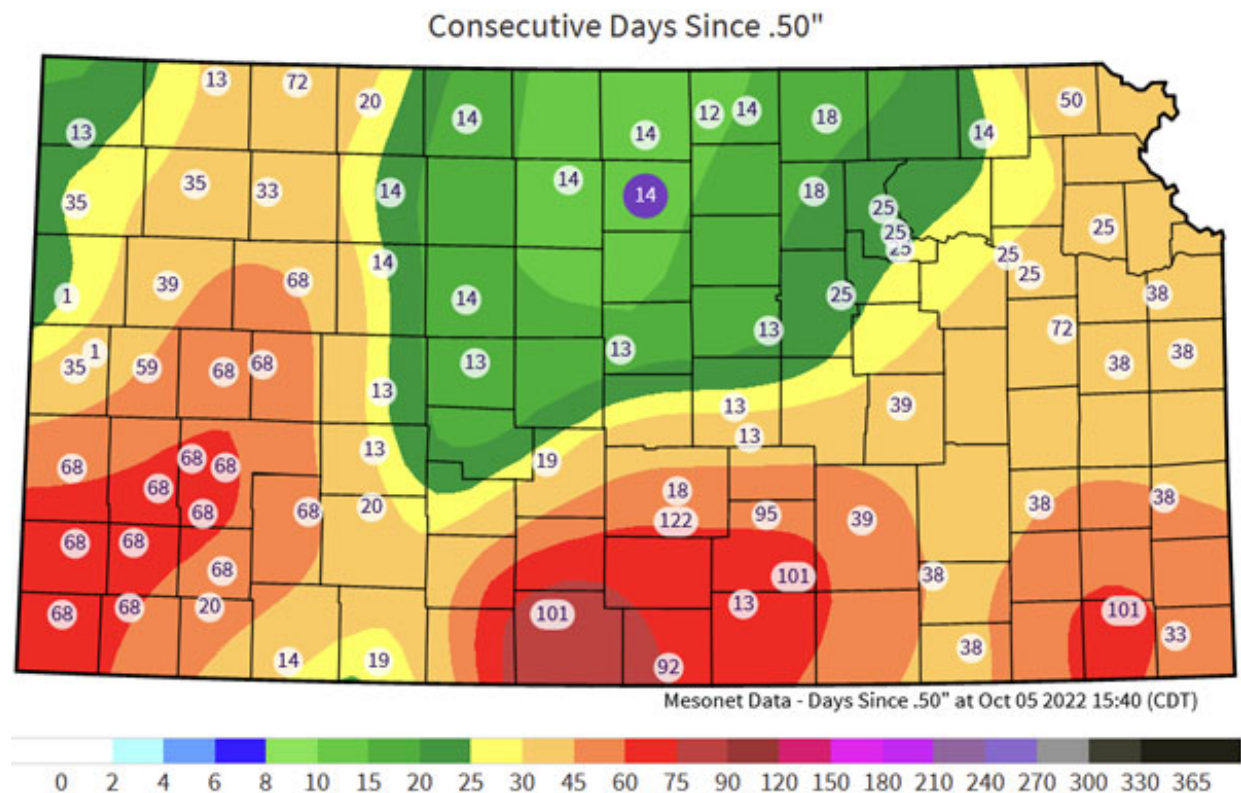 Consecutive Days Since .50"
13 72 20
50
14 12 14 18
13 14 14
35 33 14 14 14 18
35 25
25 25
25
25
1 39 68 14 14 25 38
25
13 72
35 1 59 68 68 13 13 38 38
13
13 39
13
68 68 68 13 19
68 18 38 38
68 68 20 122 95 39
68 68
68 101 38
68 68 20 101 13 101
33
14 19 92 38
Mesonet Data - Days Since .50" at Oct 05 2022 15:40 (CDT)
0 2 4 6 8 10 15 20 25 30 45 60 75 90 120 150 180 210 240 270 300 330 365